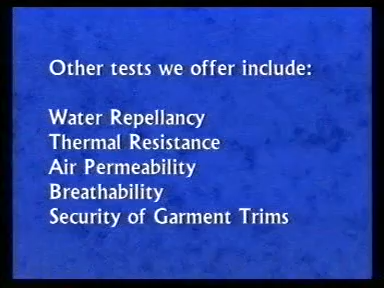 Other tests we offer include:
Water Repellancy
Thermal Resistance
Air Permeability
Breathability
Security of Garment Trims